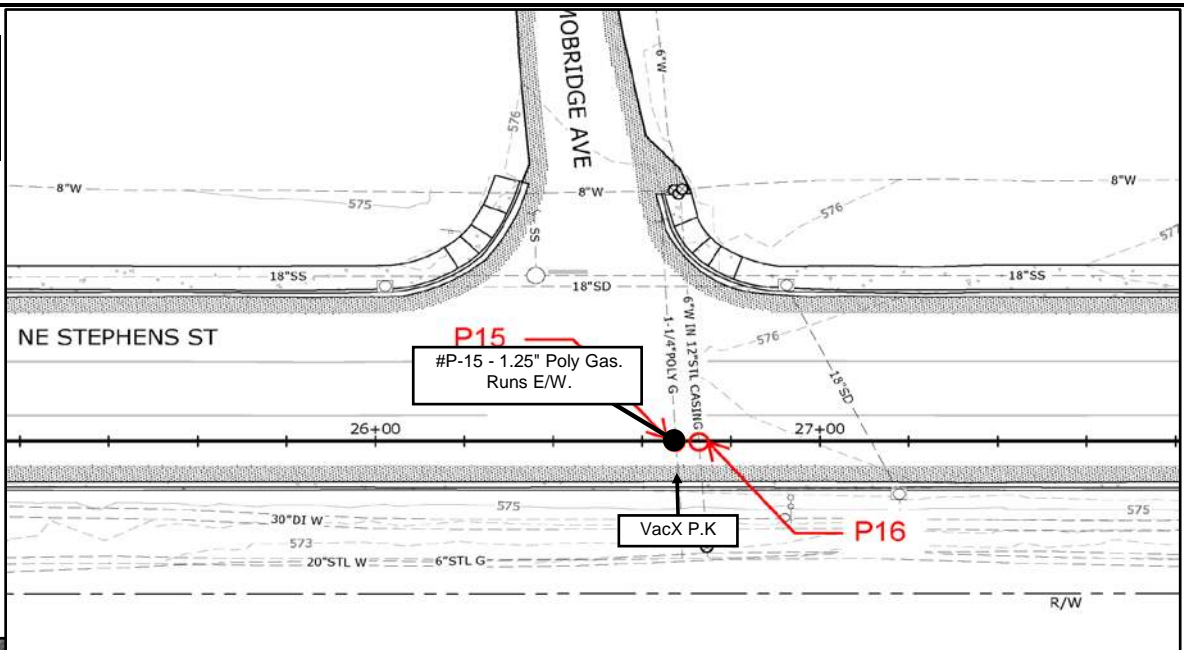 MOBRIDGE AVE
6"W
576
8"W
575
8"W
8"W
576
577
SS
18"SS
18"SD
18"SS
NE STEPHENS ST
P15
#P-15 - 1.25" Poly Gas.
Runs E/W.
1-1/4"POLY G
6"W IN 12"STL CASING
576
18"SD
26+00
27+00
575
575
30"DI W
573
VacX P.K
P16
20"STL W
6"STL G
R/W